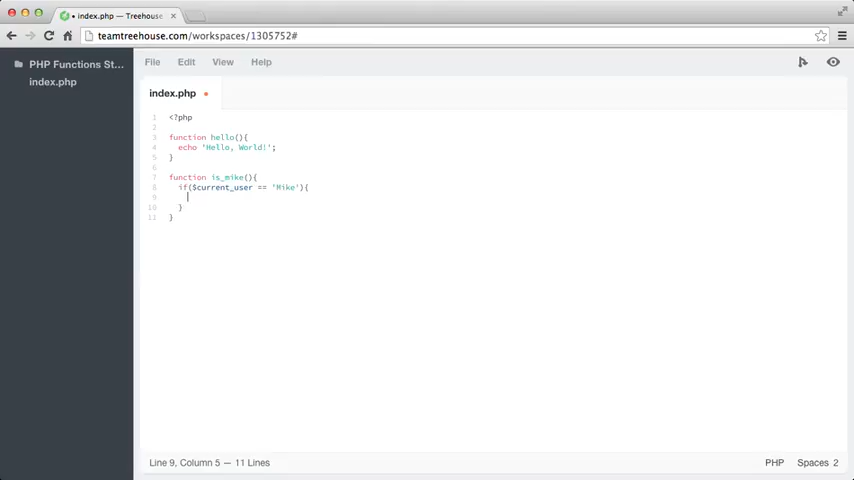 index.php — Treehouse
teamtreehouse.com/workspaces/1305752#
PHP Functions St...
index.php
File Edit View Help
index.php
1 <?php
2
3 function hello(){
4 echo 'Hello, World!';
5 }
6
7 function is_mike(){
8 if($current_user == 'Mike'){
9
10 }
11 }
Line 9, Column 5 — 11 Lines
PHP Spaces 2